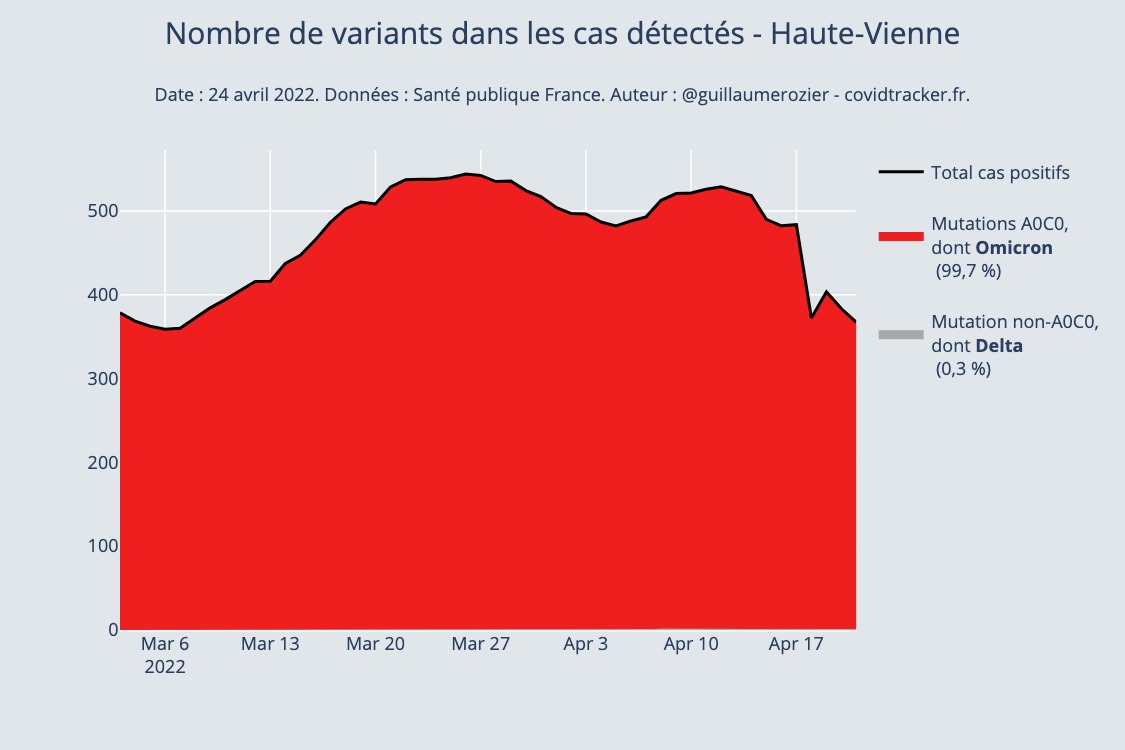 Nombre de variants dans les cas détectés - Haute-Vienne
Date : 24 avril 2022. Données : Santé publique France. Auteur : @guillaumerozier - covidtracker.fr.
Total cas positifs
Mutations A0C0,
dont Omicron
(99,7 %)
Mutation non-A0C0,
dont Delta
(0,3 %)
500
400
300
200
100
0
Mar 6
2022
Mar 13
Mar 20
Mar 27
Apr 3
Apr 10
Apr 17